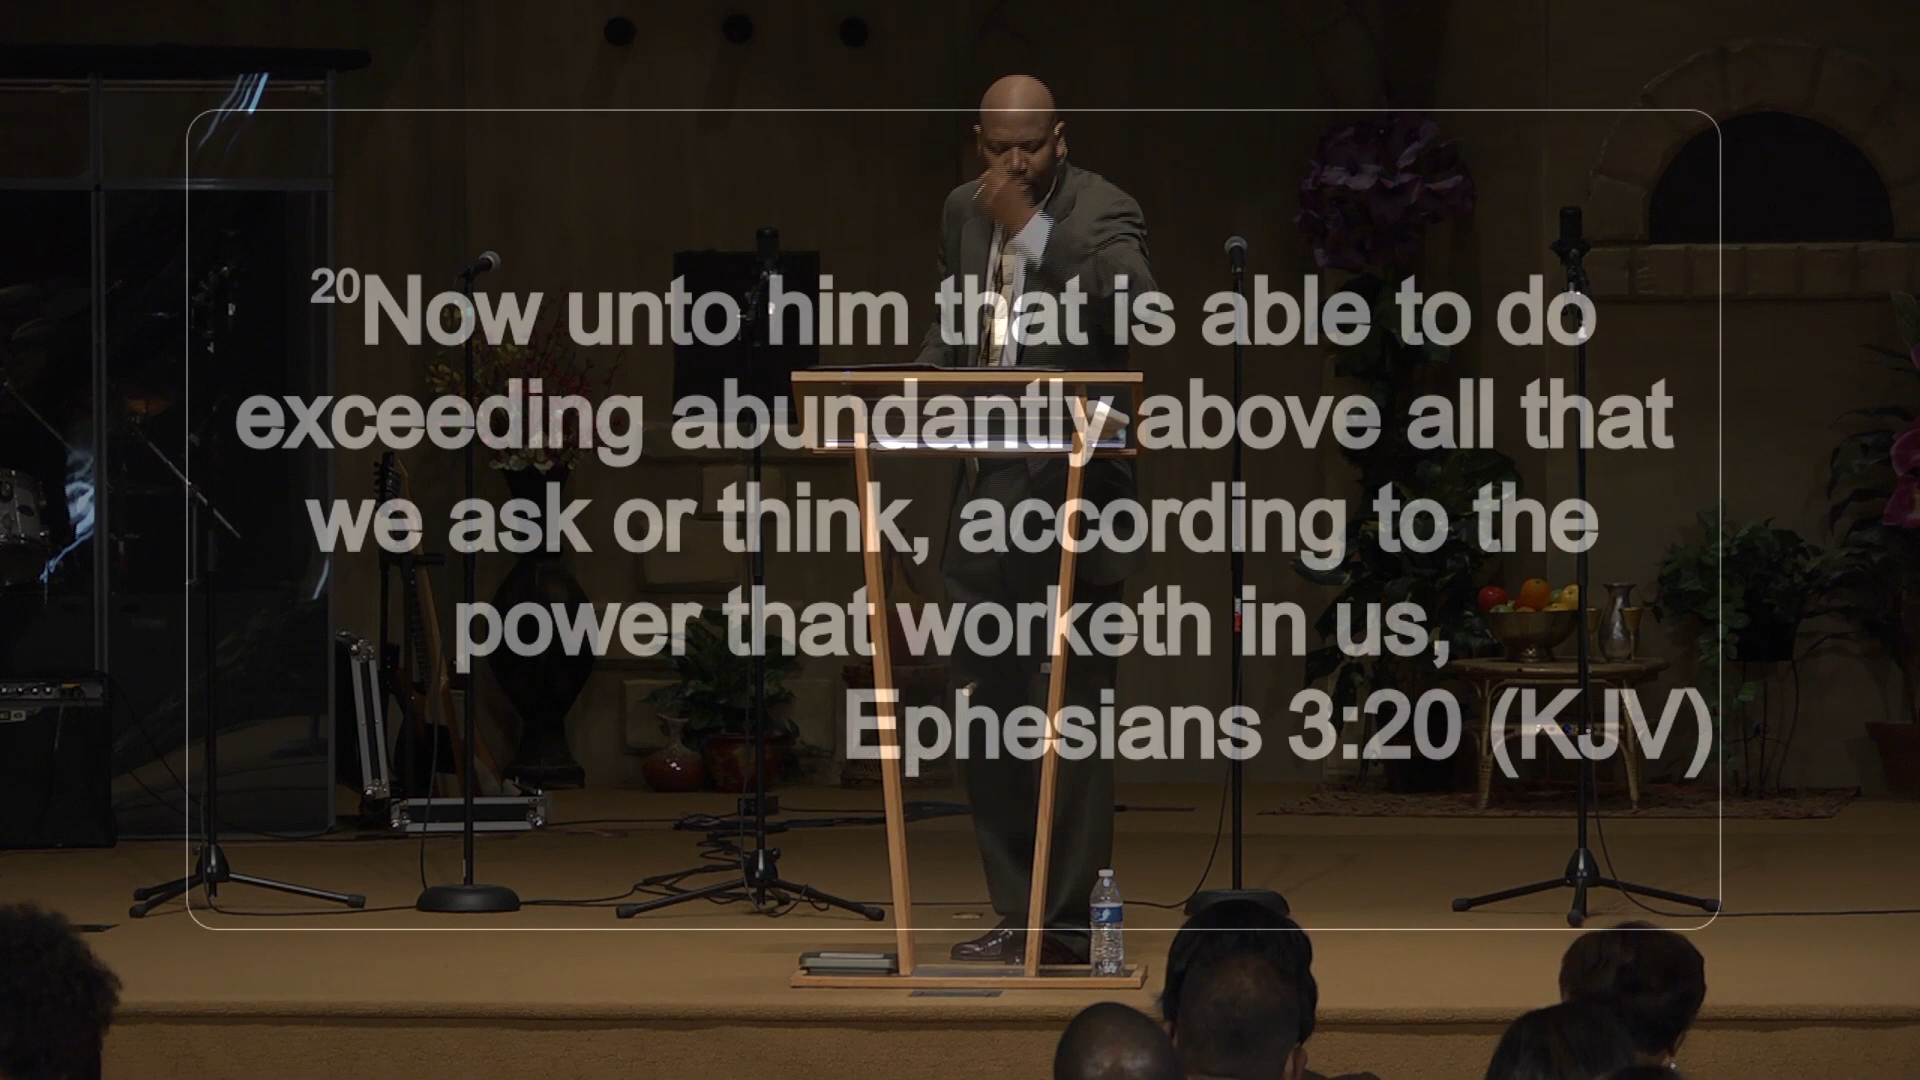 ²⁰Now unto him that is able to do
exceeding abundantly above all that
we ask or think, according to the
power that worketh in us,
Ephesians 3:20 (KJV)